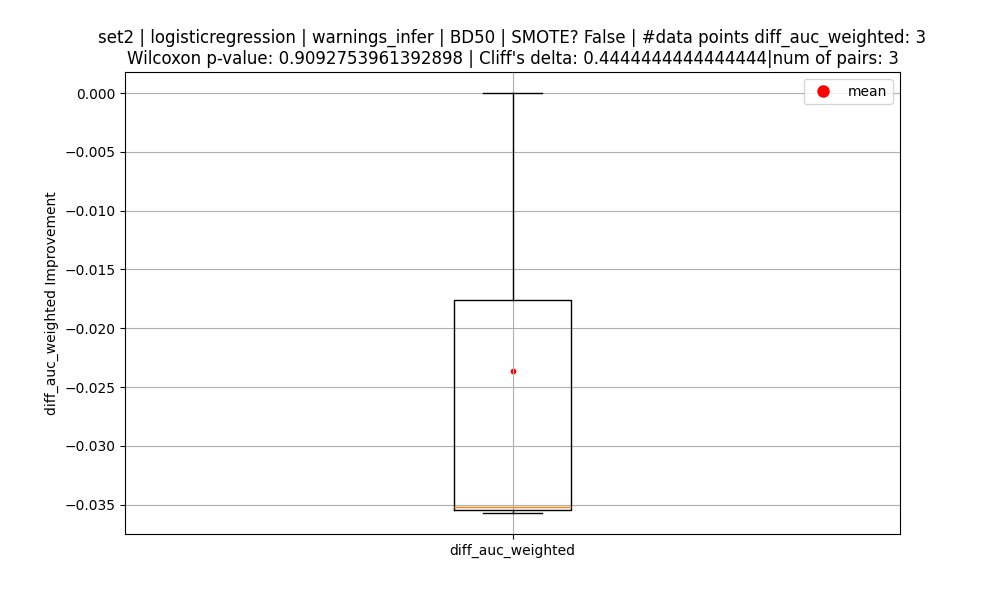 set2 | logisticregression | warnings_infer | BD50 | SMOTE? False | #data points diff_auc_weighted: 3
Wilcoxon p-value: 0.9092753961392898 | Cliff's delta: 0.4444444444444444|num of pairs: 3
mean
0.000
−0.005
−0.010
−0.015
−0.020
−0.025
−0.030
−0.035
diff_auc_weighted Improvement
diff_auc_weighted